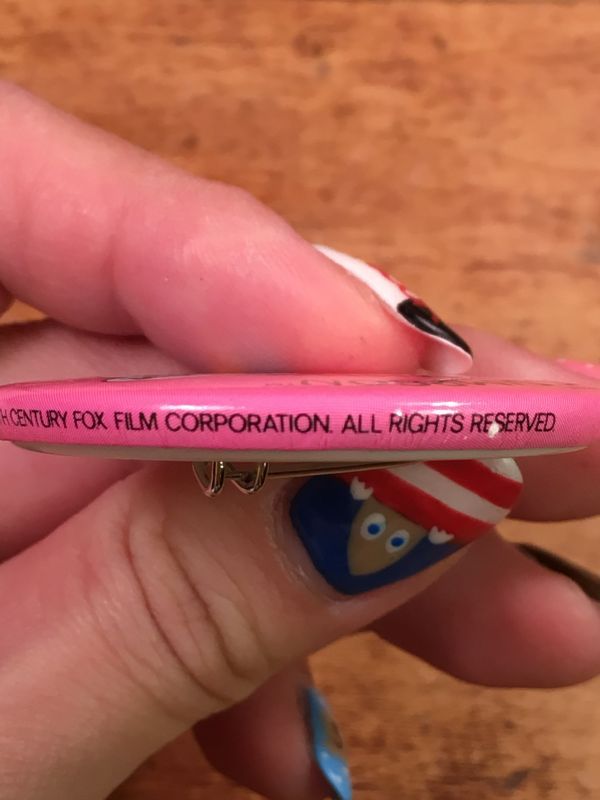 H CENTURY FOX FILM CORPORATION. ALL RIGHTS RESERVED